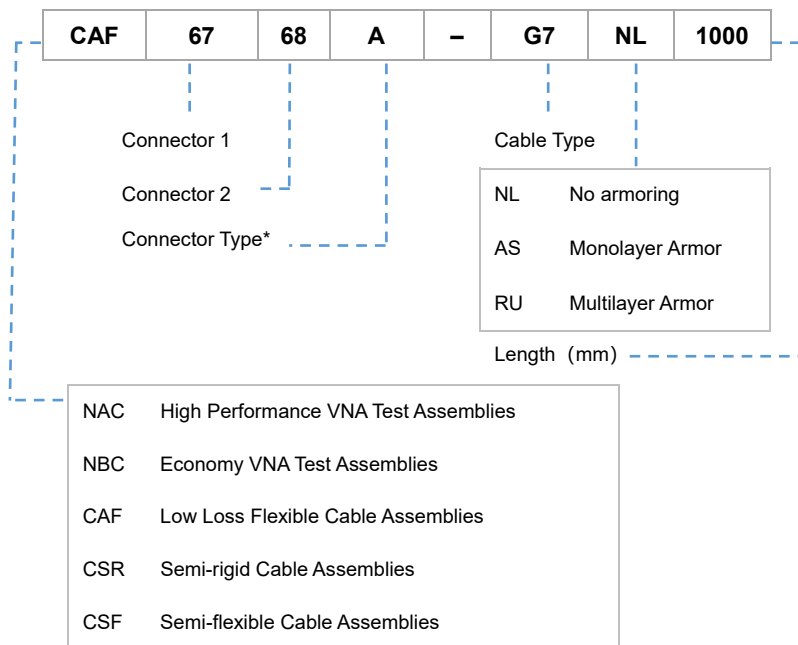 CAF 67 68 A – G7 NL 1000
Connector 1
Connector 2
Connector Type*
Cable Type
NL No armoring
AS Monolayer Armor
RU Multilayer Armor
Length（mm）
NAC High Performance VNA Test Assemblies
NBC Economy VNA Test Assemblies
CAF Low Loss Flexible Cable Assemblies
CSR Semi-rigid Cable Assemblies
CSF Semi-flexible Cable Assemblies